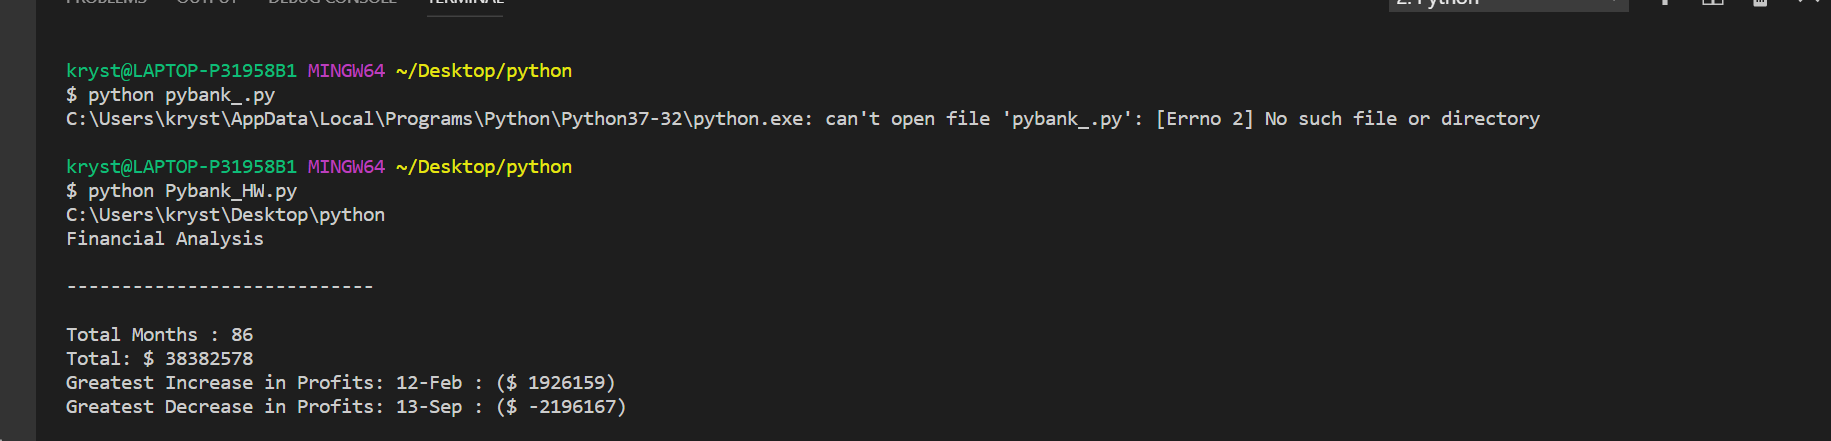 PROBLEMS OUTPUT DEBUG CONSOLE TERMINAL 2: Python
kryst@LAPTOP-P31958B1 MINGW64 ~/Desktop/python
$ python pybank_.py
C:\Users\kryst\AppData\Local\Programs\Python\Python37-32\python.exe: can't open file 'pybank_.py': [Errno 2] No such file or directory
kryst@LAPTOP-P31958B1 MINGW64 ~/Desktop/python
$ python Pybank_HW.py
C:\Users\kryst\Desktop\python
Financial Analysis
----------------------------
Total Months : 86
Total: $ 38382578
Greatest Increase in Profits: 12-Feb : ($ 1926159)
Greatest Decrease in Profits: 13-Sep : ($ -2196167)